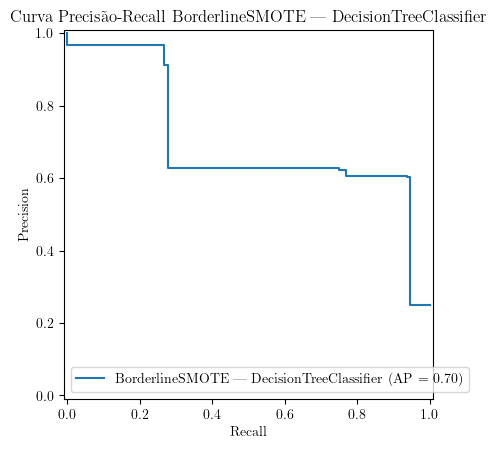 Curva Precisão-Recall BorderlineSMOTE — DecisionTreeClassifier
1.0
0.8
0.6
0.4
0.2
0.0
Precision
BorderlineSMOTE — DecisionTreeClassifier (AP = 0.70)
0.0 0.2 0.4 0.6 0.8 1.0
Recall